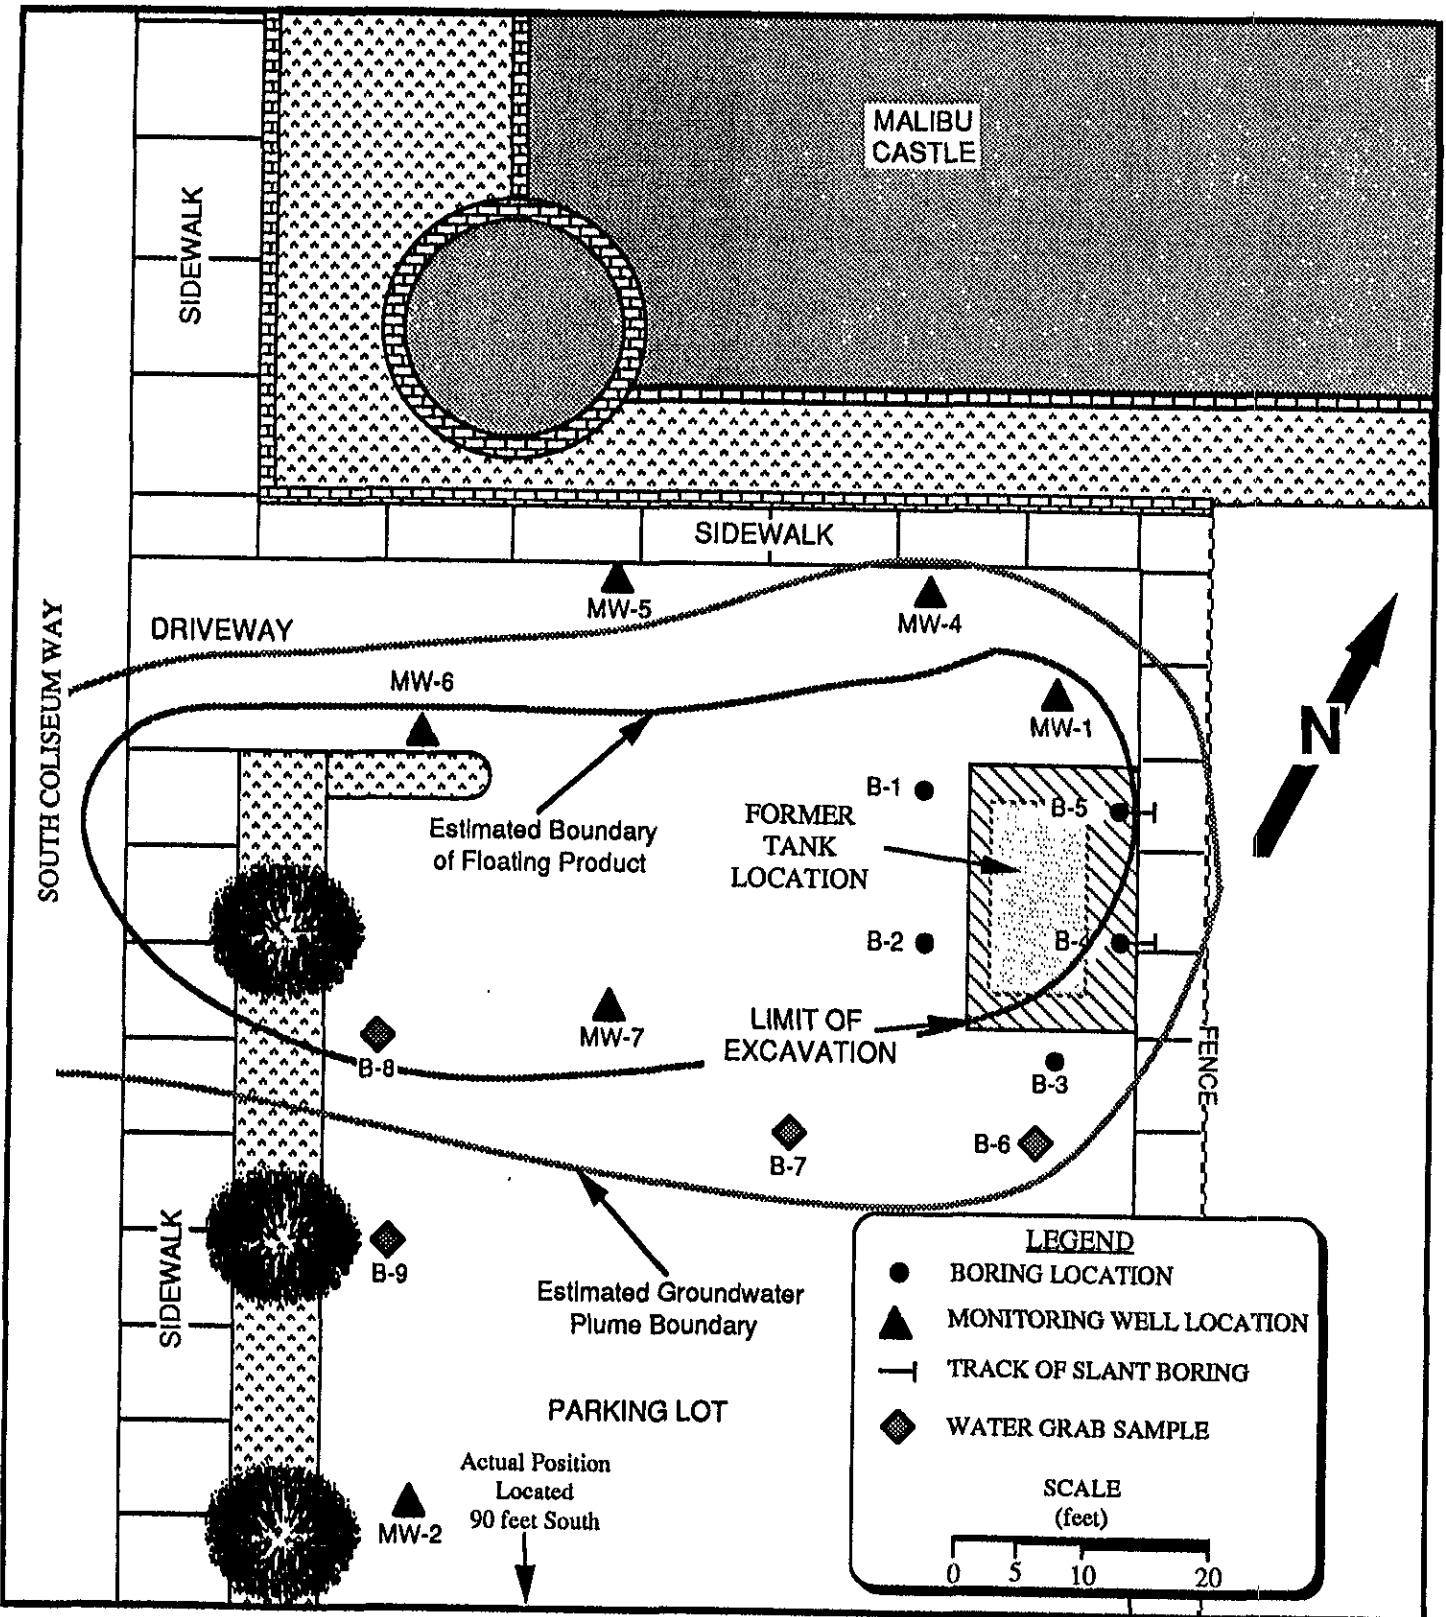 MALIBU
CASTLE
SIDEWALK
SIDEWALK
MW-5
MW-4
DRIVEWAY
SOUTH COLISEUM WAY
MW-6
MW-1
N
B-1
B-5
FORMER
TANK
LOCATION
Estimated Boundary
of Floating Product
B-2
B-4
MW-7
LIMIT OF
EXCAVATION
FENCE
B-8
B-3
B-7
B-6
SIDEWALK
B-9
Estimated Groundwater
Plume Boundary
PARKING LOT
Actual Position
Located
90 feet South
MW-2
LEGEND
BORING LOCATION
MONITORING WELL LOCATION
TRACK OF SLANT BORING
WATER GRAB SAMPLE
SCALE
(feet)
0 5 10 20